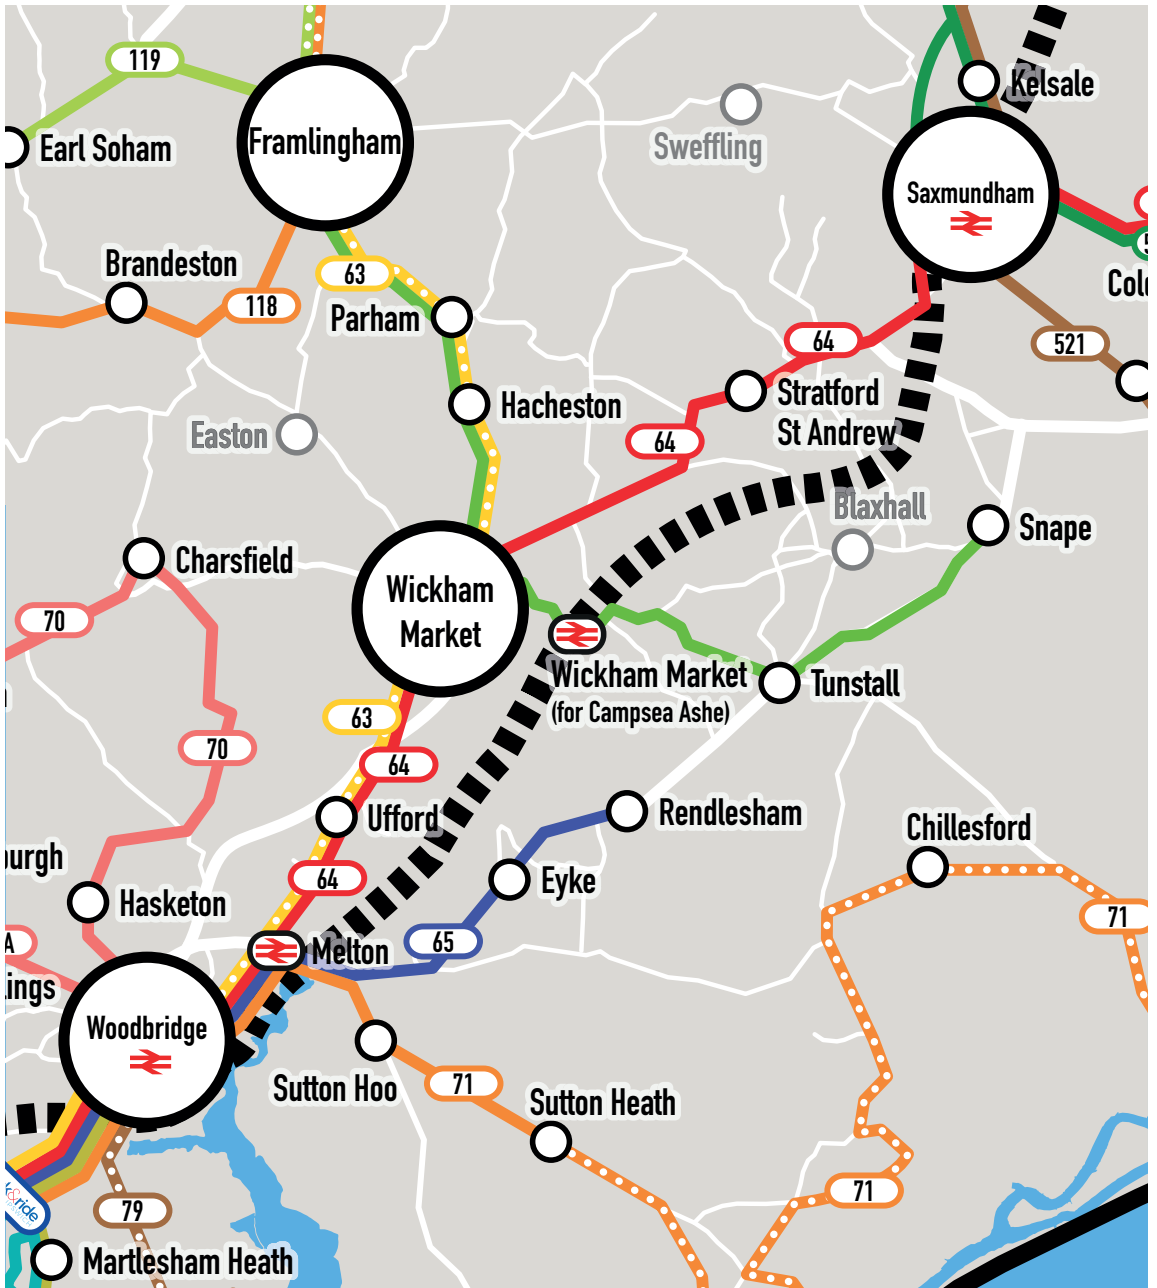 119
Kelsale
Earl Soham
Framlingham
Sweffling
Saxmundham
Brandeston
63
118
Parham
64
521
Hacheston
Stratford
St Andrew
Easton
64
Blaxhall
Snape
Charsfield
Wickham
Market
70
Wickham Market
(for Campsea Ashe)
Tunstall
63
70
64
Ufford
Rendlesham
Chillesford
64
Eyke
Hasketon
71
65
Melton
Woodbridge
Sutton Hoo
71
Sutton Heath
71
79
Martlesham Heath